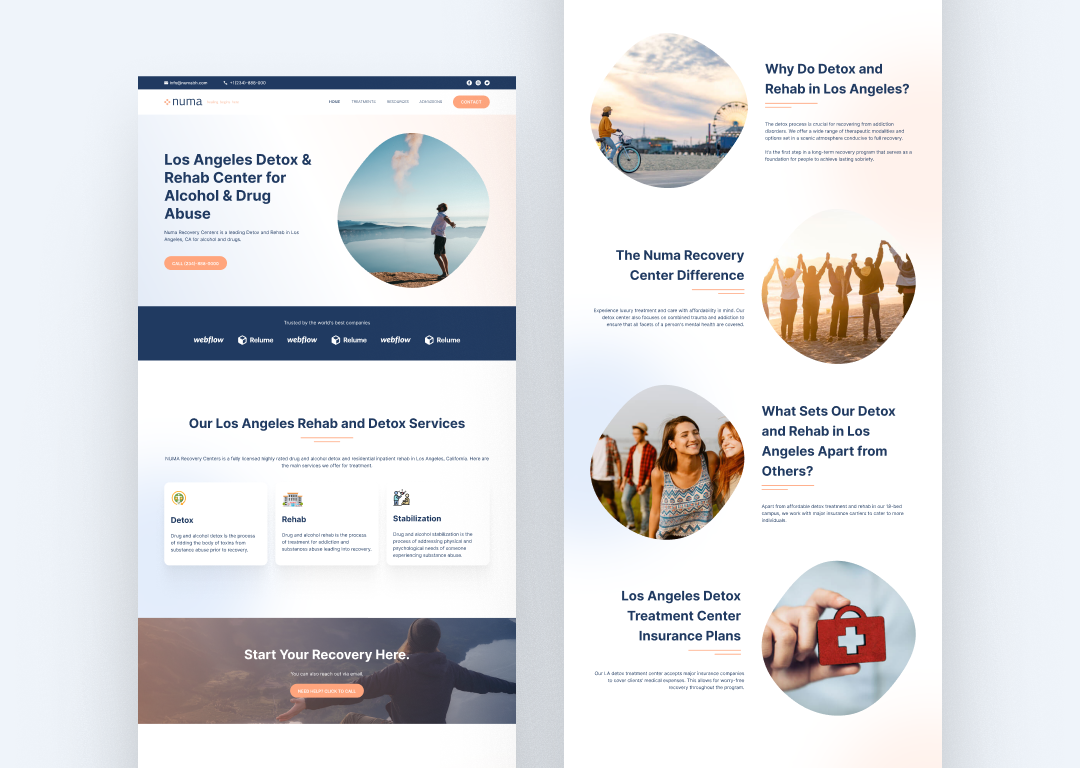 info@numabh.com
+1(234)-886-000
numa
HOME
TREATMENTS
RESOURCES
ADMISSIONS
CONTACT
Los Angeles Detox &
Rehab Center for
Alcohol & Drug
Abuse
Numa Recovery Centers is a leading Detox and Rehab in Los
Angeles, CA for alcohol and drugs.
Trusted by the world's best companies
webflow
Relume
webflow
Relume
webflow
Relume
Our Los Angeles Rehab and Detox Services
NUMA Recovery Centers is a fully licensed highly rated drug and alcohol detox and residential inpatient rehab in Los Angeles, California. Here are
the main services we offer for treatment.
Detox
Drug and alcohol detox is the process
of ridding the body of toxins from
substance abuse prior to recovery.
Rehab
Drug and alcohol rehab is the process
of treatment for addiction and
substances abuse leading into recovery.
Stabilization
Drug and alcohol stabilization is the
process of addressing physical and
psychological needs of someone
experiencing substance abuse.
Start Your Recovery Here.
You can also reach out via email.
NEED HELP? CLICK TO CALL
Why Do Detox and
Rehab in Los Angeles?
The detox process is crucial for recovering from addiction
disorders. We offer a wide range of therapeutic modalities and
options set in a scenic atmosphere conducive to full recovery.
It's the first step in a long-term recovery program that serves as a
foundation for people to achieve lasting sobriety.
The Numa Recovery
Center Difference
Experience luxury treatment and care with affordability in mind. Our
detox center also focuses on combined trauma and addiction to
ensure that all facets of a person's mental health are covered.
What Sets Our Detox
and Rehab in Los
Angeles Apart from
Others?
Apart from affordable detox treatment and rehab in our 18-bed
campus, we work with major insurance carriers to cater to more
individuals.
Los Angeles Detox
Treatment Center
Insurance Plans
Our LA detox treatment center accepts major insurance companies
to cover clients' medical expenses. This allows for worry-free
recovery throughout the program.